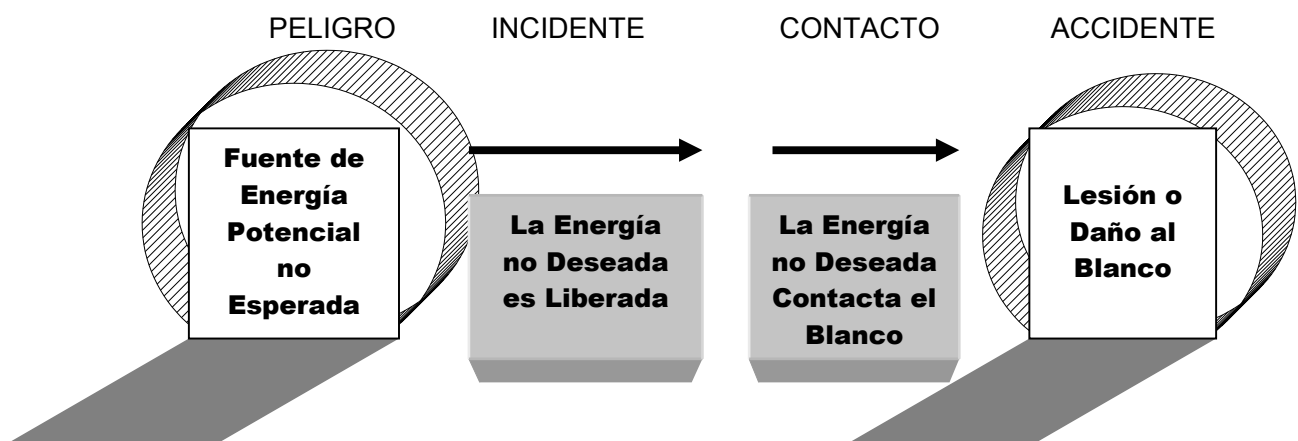 PELIGRO INCIDENTE CONTACTO ACCIDENTE
Fuente de
Energía
Potencial
no
Esperada
La Energía
no Deseada
es Liberada
La Energía
no Deseada
Contacta el
Blanco
Lesión o
Daño al
Blanco